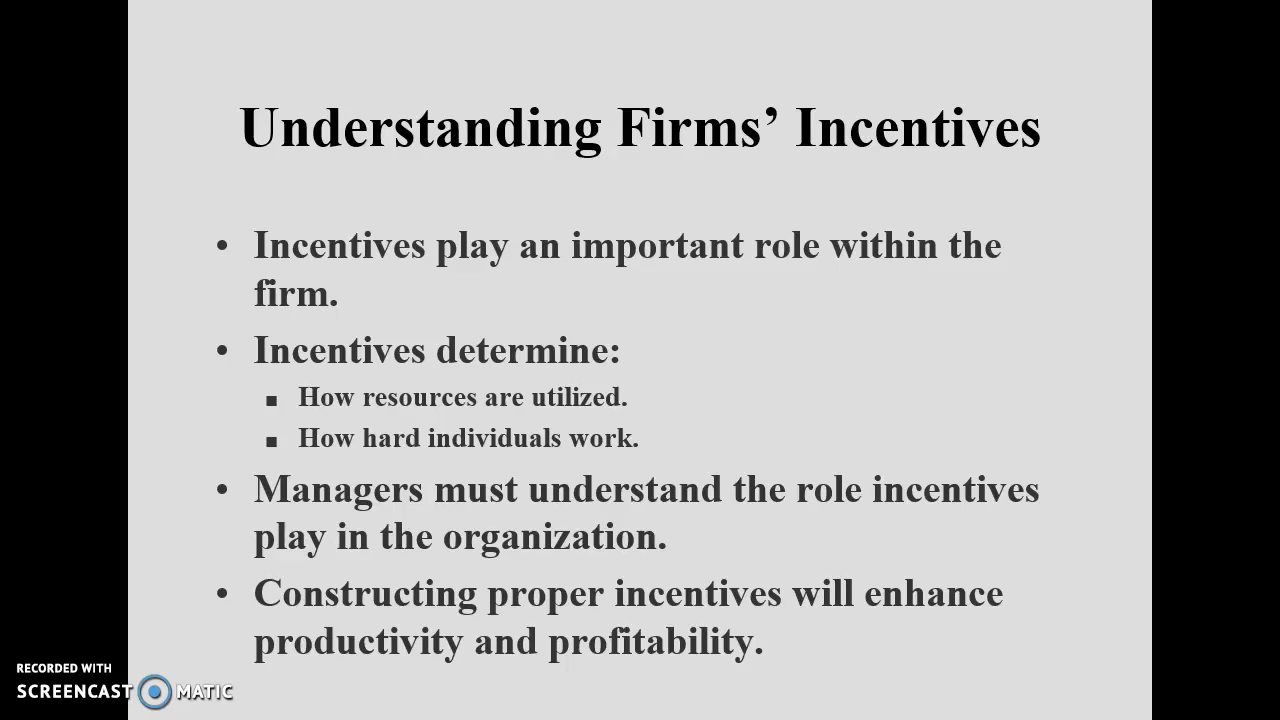 Understanding Firms’ Incentives
• Incentives play an important role within the
firm.
• Incentives determine:
■ How resources are utilized.
■ How hard individuals work.
• Managers must understand the role incentives
play in the organization.
• Constructing proper incentives will enhance
productivity and profitability.
RECORDED WITH
SCREENCAST MATIC